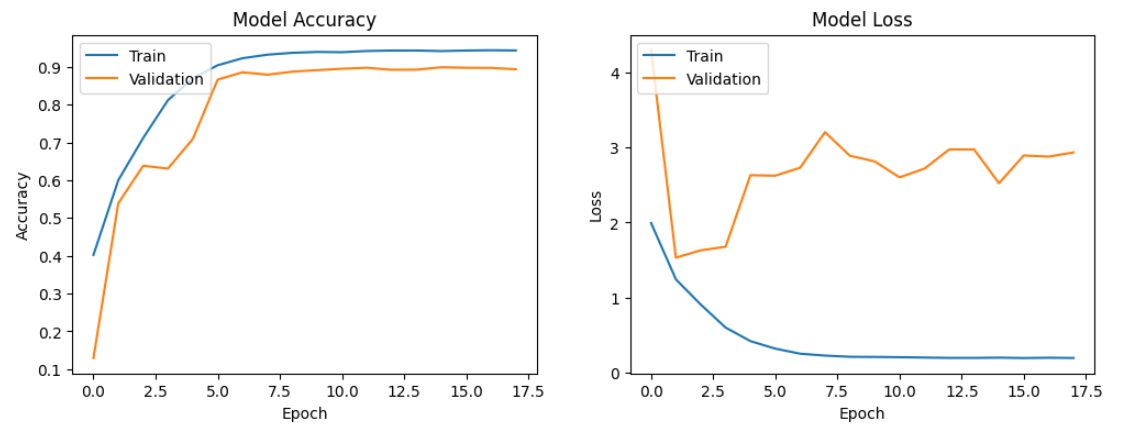 Model Accuracy
Train
Validation
0.9
0.8
0.7
0.6
0.5
0.4
0.3
0.2
0.1
Accuracy
0.0 2.5 5.0 7.5 10.0 12.5 15.0 17.5
Epoch
Model Loss
Train
Validation
4
3
2
1
0
Loss
0.0 2.5 5.0 7.5 10.0 12.5 15.0 17.5
Epoch